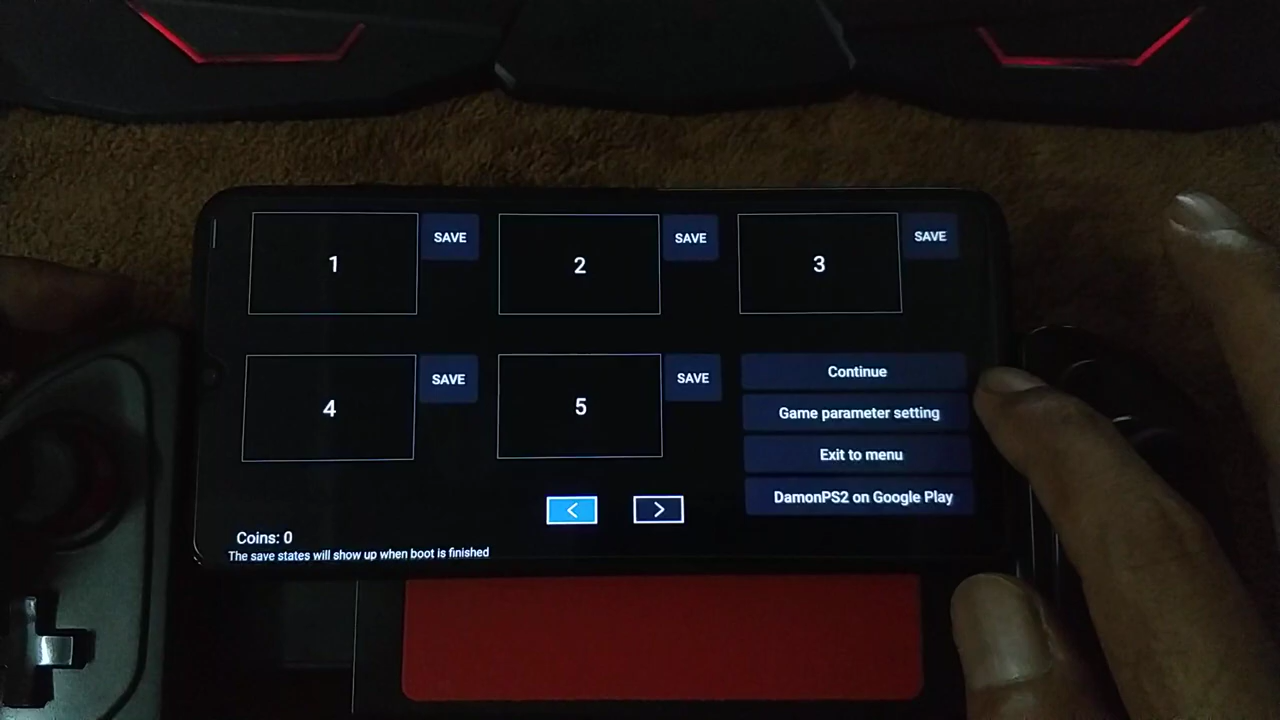 1
SAVE
2
SAVE
3
SAVE
4
SAVE
5
SAVE
Continue
Game parameter setting
Exit to menu
DamonPS2 on Google Play
<
>
Coins: 0
The save states will show up when boot is finished